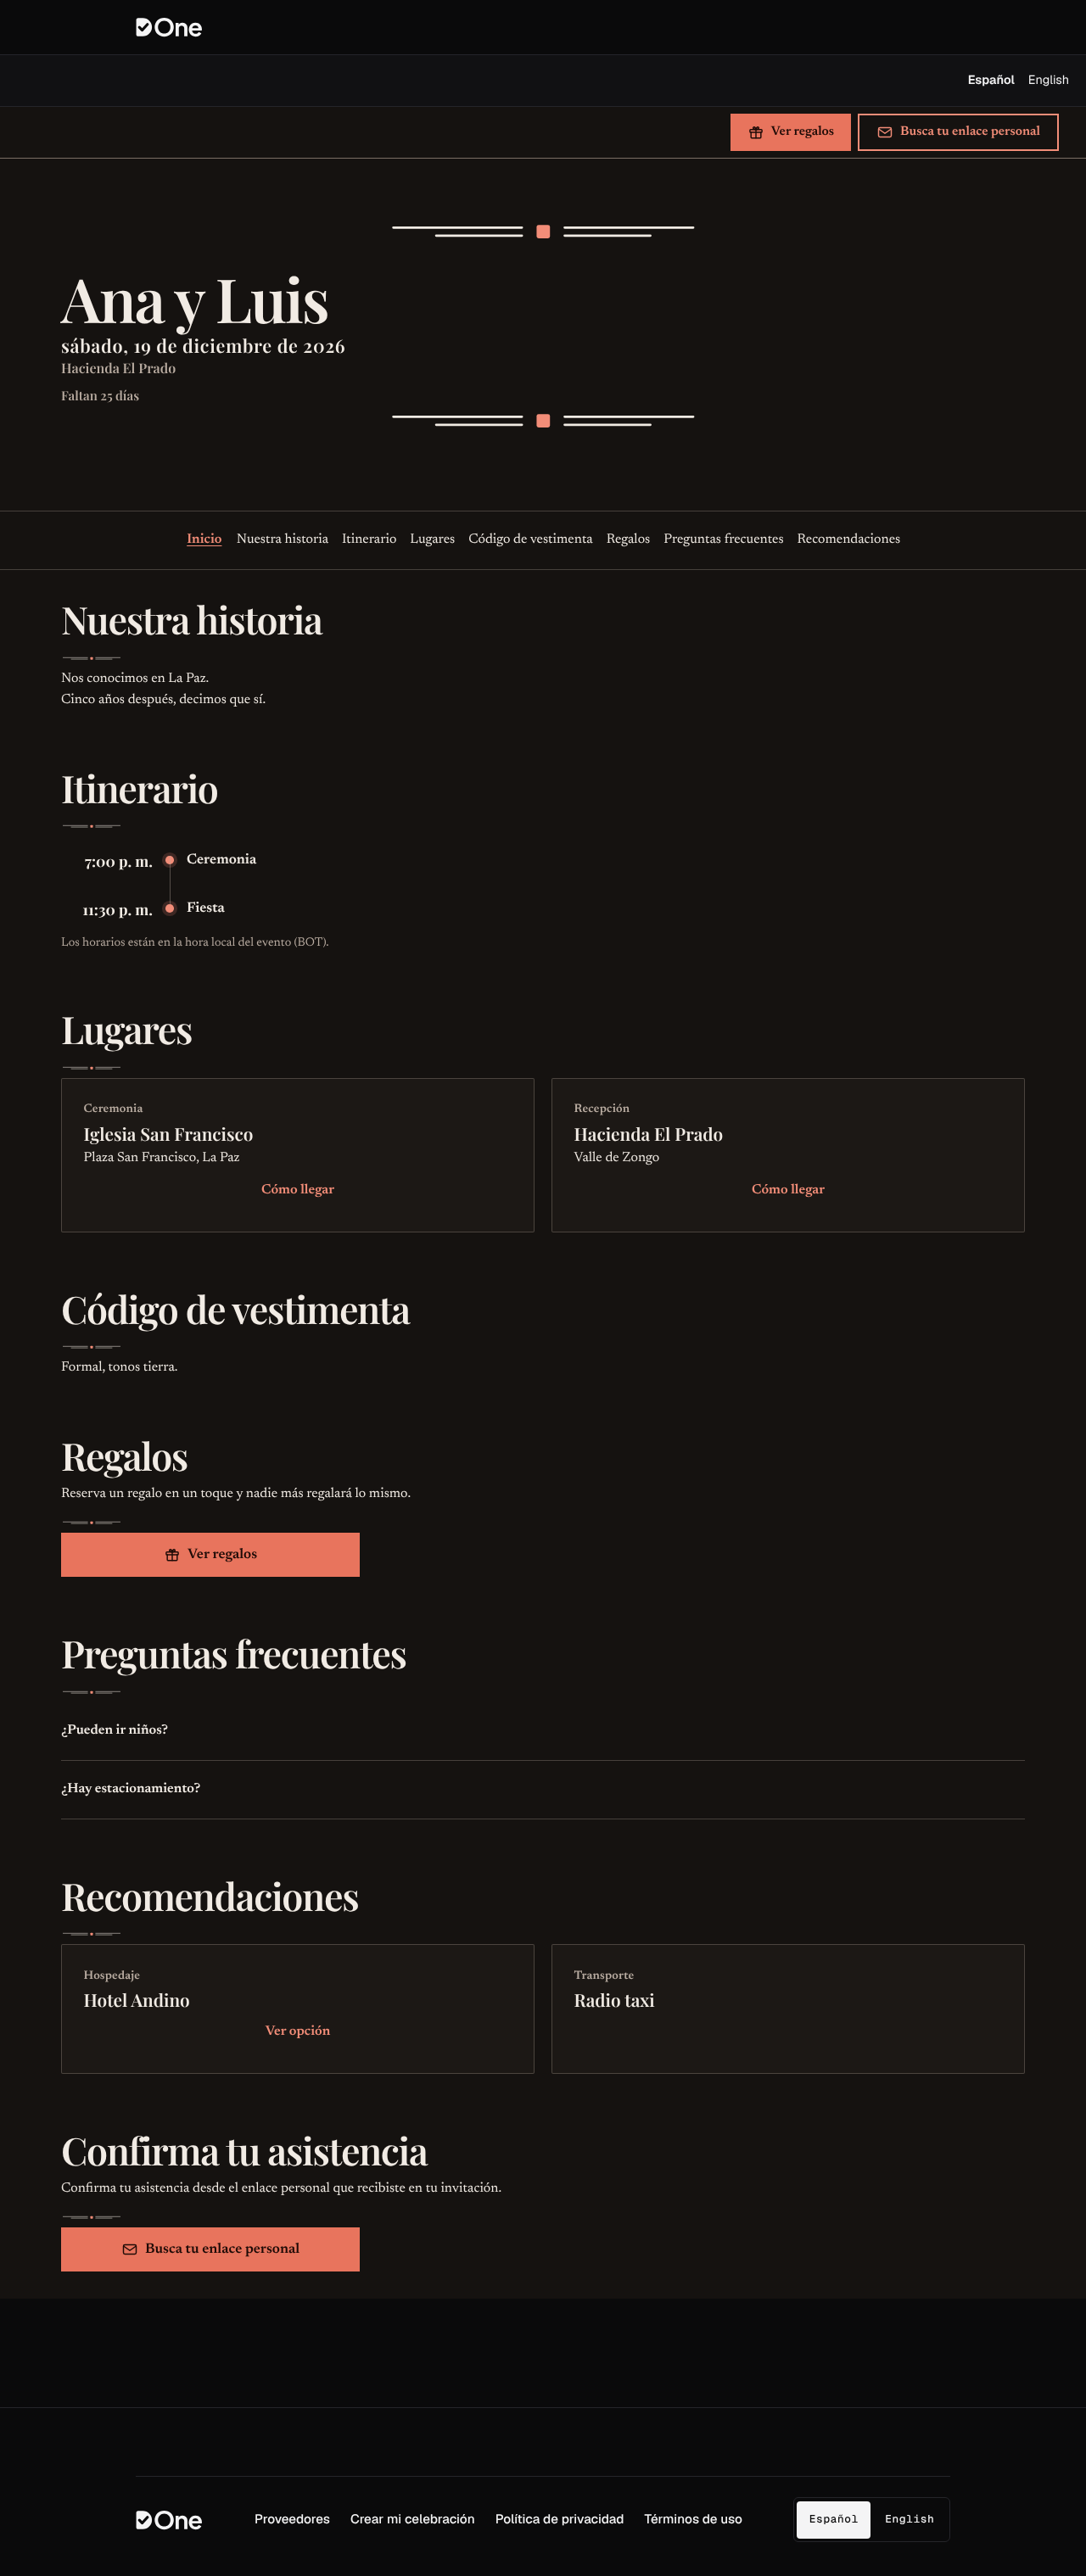 One
Español English
Ver regalos Busca tu enlace personal
Ana y Luis
sábado, 19 de diciembre de 2026
Hacienda El Prado
Faltan 25 días
Inicio Nuestra historia Itinerario Lugares Código de vestimenta Regalos Preguntas frecuentes Recomendaciones
Nuestra historia
Nos conocimos en La Paz.
Cinco años después, decimos que sí.
Itinerario
7:00 p. m. Ceremonia
11:30 p. m. Fiesta
Los horarios están en la hora local del evento (BOT).
Lugares
Ceremonia
Iglesia San Francisco
Plaza San Francisco, La Paz
Cómo llegar
Recepción
Hacienda El Prado
Valle de Zongo
Cómo llegar
Código de vestimenta
Formal, tonos tierra.
Regalos
Reserva un regalo en un toque y nadie más regalará lo mismo.
Ver regalos
Preguntas frecuentes
¿Pueden ir niños?
¿Hay estacionamiento?
Recomendaciones
Hospedaje
Hotel Andino
Ver opción
Transporte
Radio taxi
Confirma tu asistencia
Confirma tu asistencia desde el enlace personal que recibiste en tu invitación.
Busca tu enlace personal
One Proveedores Crear mi celebración Política de privacidad Términos de uso Español English